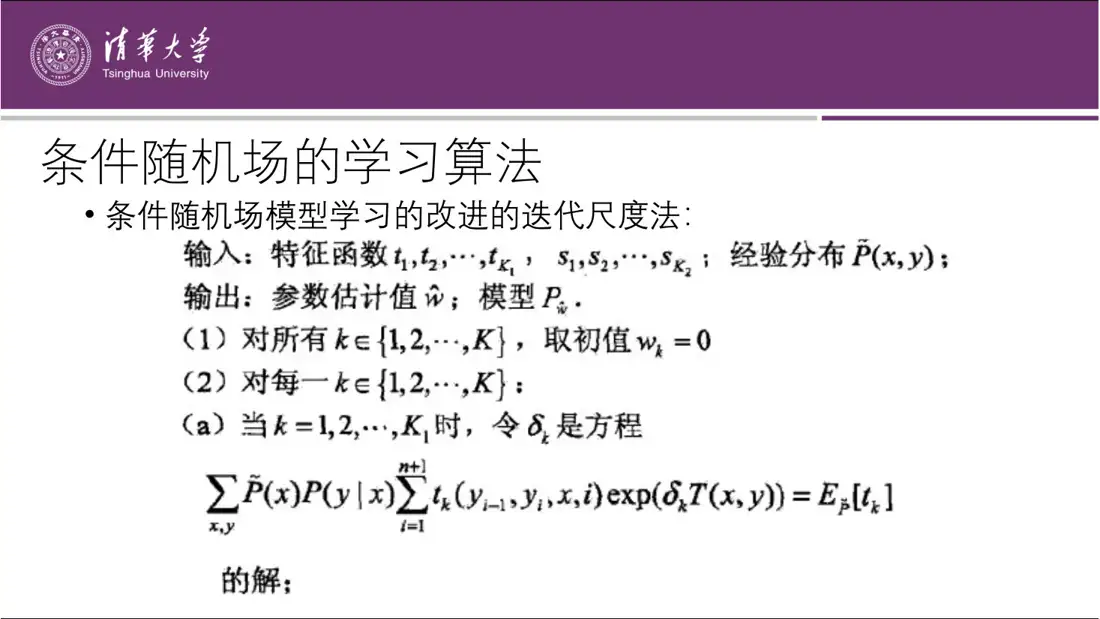 清华大学
Tsinghua University
条件随机场的学习算法
• 条件随机场模型学习的改进的迭代尺度法：
输入：特征函数 t₁,t₂,⋯,t_{K₁}， s₁,s₂,⋯,s_{K₂}；经验分布 P̃(x,y)；
输出：参数估计值 ŵ；模型 P_ŵ.
（1）对所有 k∈{1,2,⋯,K}，取初值 w_k = 0
（2）对每一 k∈{1,2,⋯,K}：
（a）当 k = 1,2,⋯,K₁ 时，令 δ_k 是方程
∑_{x,y} P̃(x)P(y|x) ∑_{i=1}^{n+1} t_k(y_{i−1},y_i,x,i)exp(δ_k T(x,y)) = E_{P̃}[t_k]
的解；